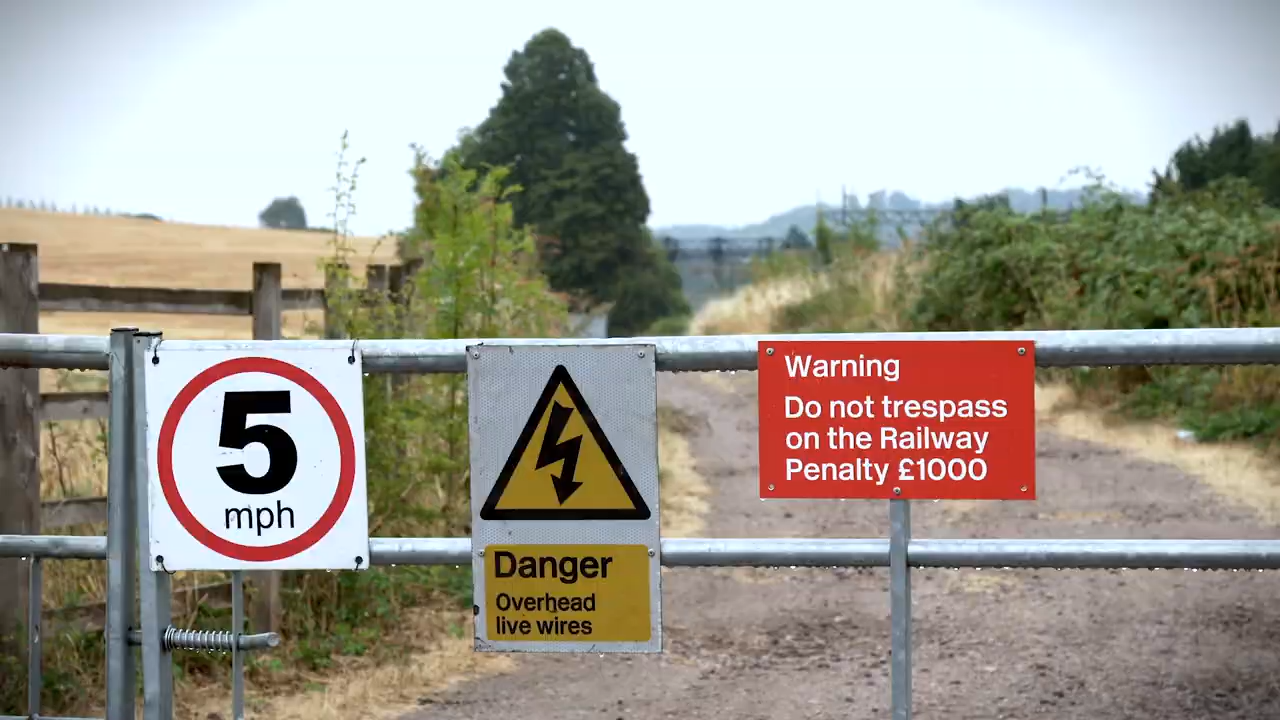 5
mph
Danger
Overhead
live wires
Warning
Do not trespass
on the Railway
Penalty £1000